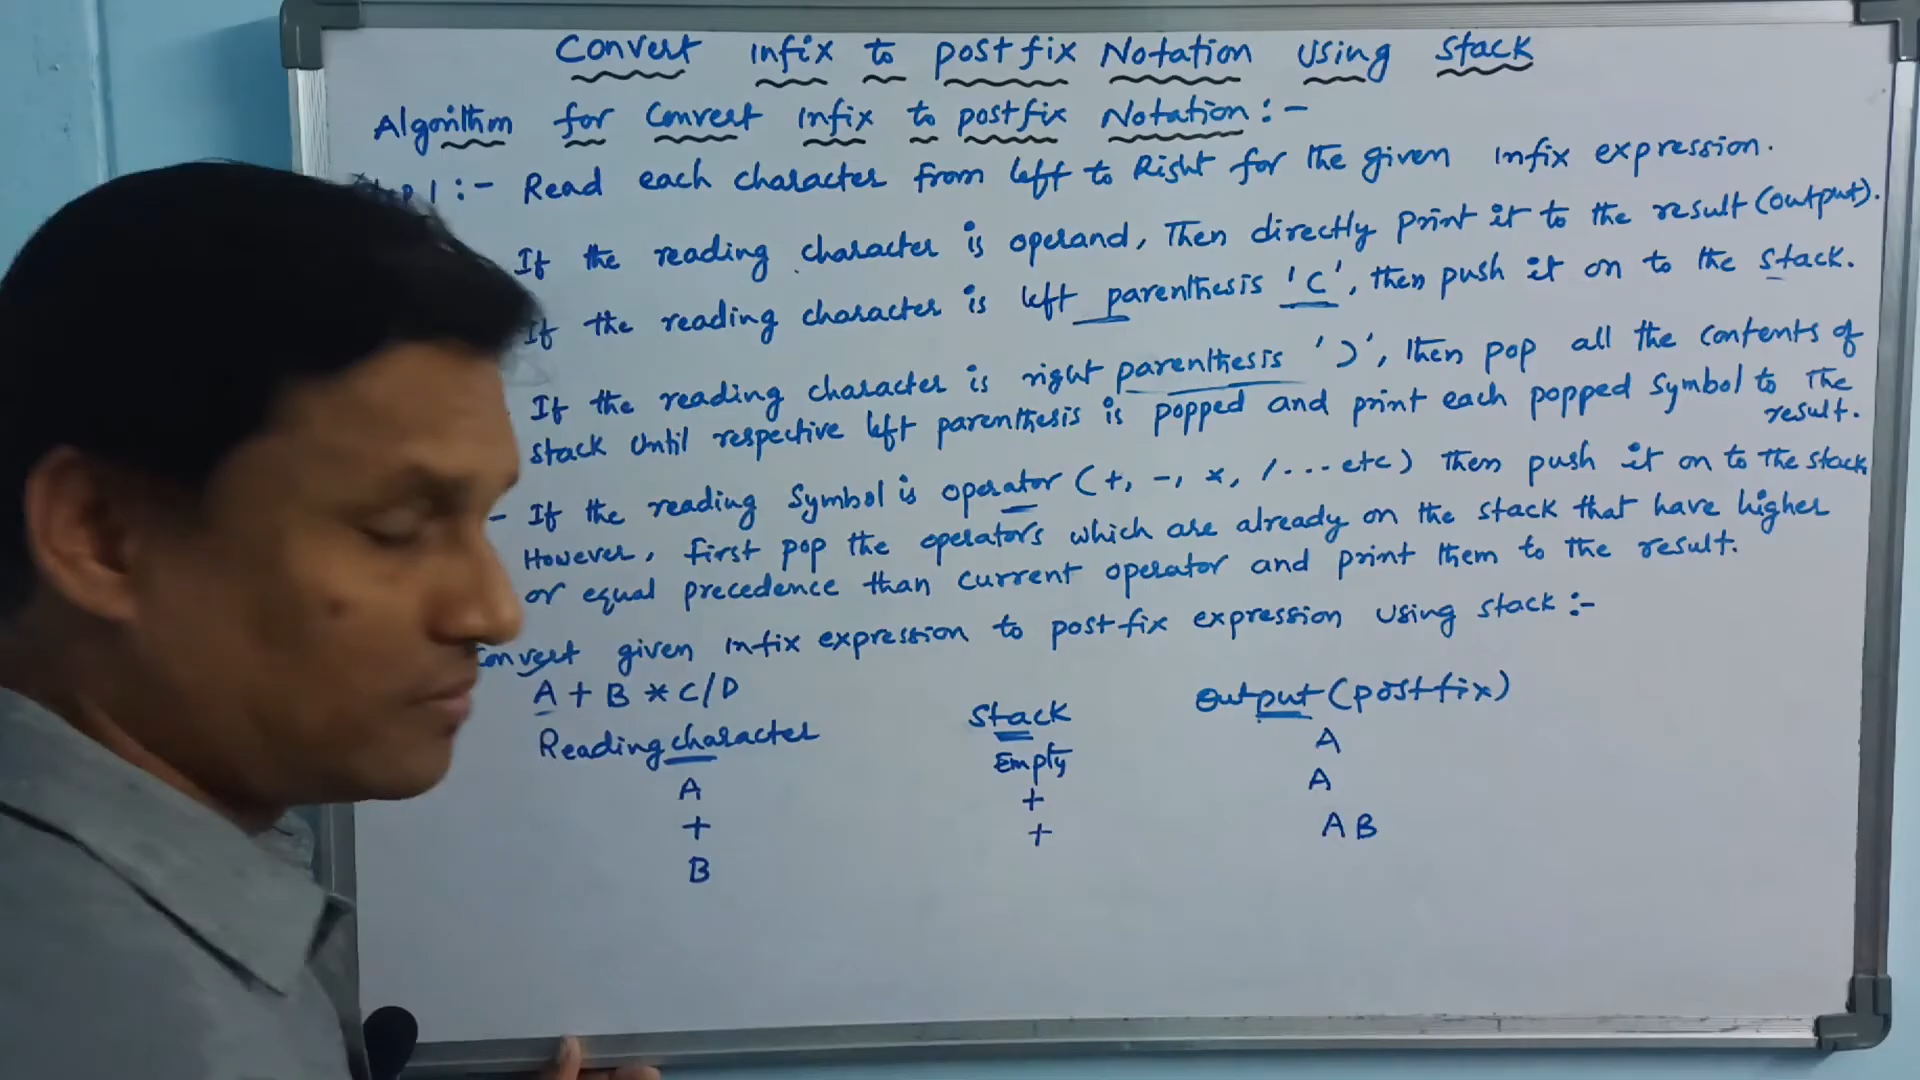 Convert Infix to postfix Notation Using Stack
Algorithm for Convert Infix to postfix Notation:-
1:- Read each character from left to Right for the given infix expression.
If the reading character is operand, Then directly print it to the result (output).
If the reading character is left parenthesis '(', then push it on to the stack.
If the reading character is right parenthesis ')', then pop all the contents of
stack until respective left parenthesis is popped and print each popped symbol to the
result.
- If the reading symbol is operator (+, -, *, /... etc) then push it on to the stack
However, first pop the operators which are already on the stack that have higher
or equal precedence than current operator and print them to the result.
Convert given infix expression to postfix expression using stack:-
A + B * C/D
Reading character Stack Output (postfix)
A Empty A
+ + A
B + A B